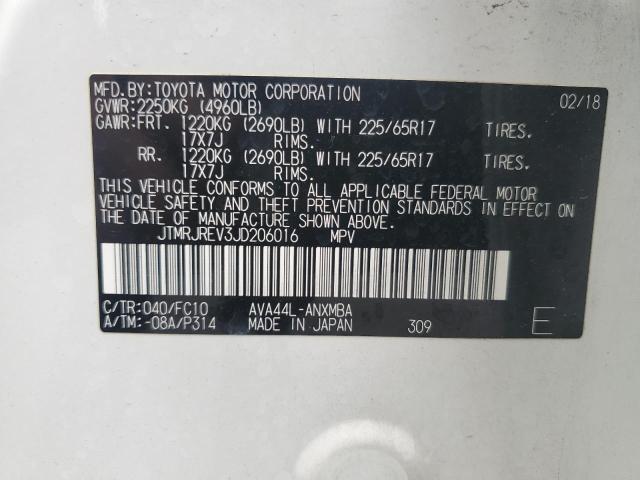 MFD.BY:TOYOTA MOTOR CORPORATION 02/18
GVWR:2250KG (4960LB)
GAWR:FRT. 1220KG (2690LB) WITH 225/65R17 TIRES.
17X7J RIMS.
RR. 1220KG (2690LB) WITH 225/65R17 TIRES.
17X7J RIMS.
THIS VEHICLE CONFORMS TO ALL APPLICABLE FEDERAL MOTOR
VEHICLE SAFETY AND THEFT PREVENTION STANDARDS IN EFFECT ON
THE DATE OF MANUFACTURE SHOWN ABOVE.
JTMRJREV3JD206016 MPV
C/TR:040/FC10 AVA44L-ANXMBA
A/TM:-08A/P314 MADE IN JAPAN 309 E